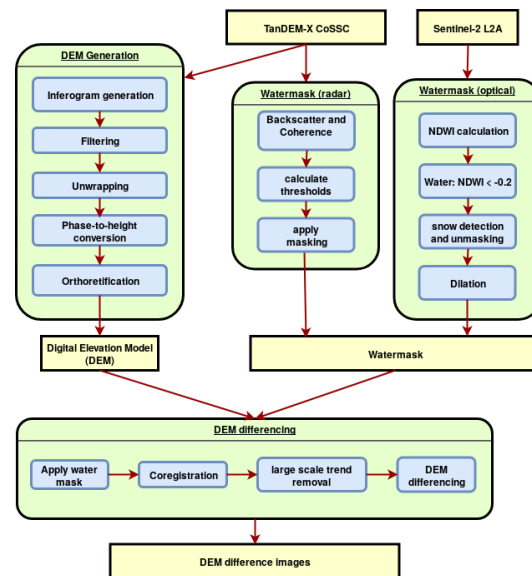 TanDEM-X CoSSC
Sentinel-2 L2A
DEM Generation
Inferogram generation
Filtering
Unwrapping
Phase-to-height
conversion
Orthoretification
Watermask (radar)
Backscatter and
Coherence
calculate
thresholds
apply
masking
Watermask (optical)
NDWI calculation
Water: NDWI < -0.2
snow detection
and unmasking
Dilation
Digital Elevation Model
(DEM)
Watermask
DEM differencing
Apply water
mask
Coregistration
large scale trend
removal
DEM
differencing
DEM difference images